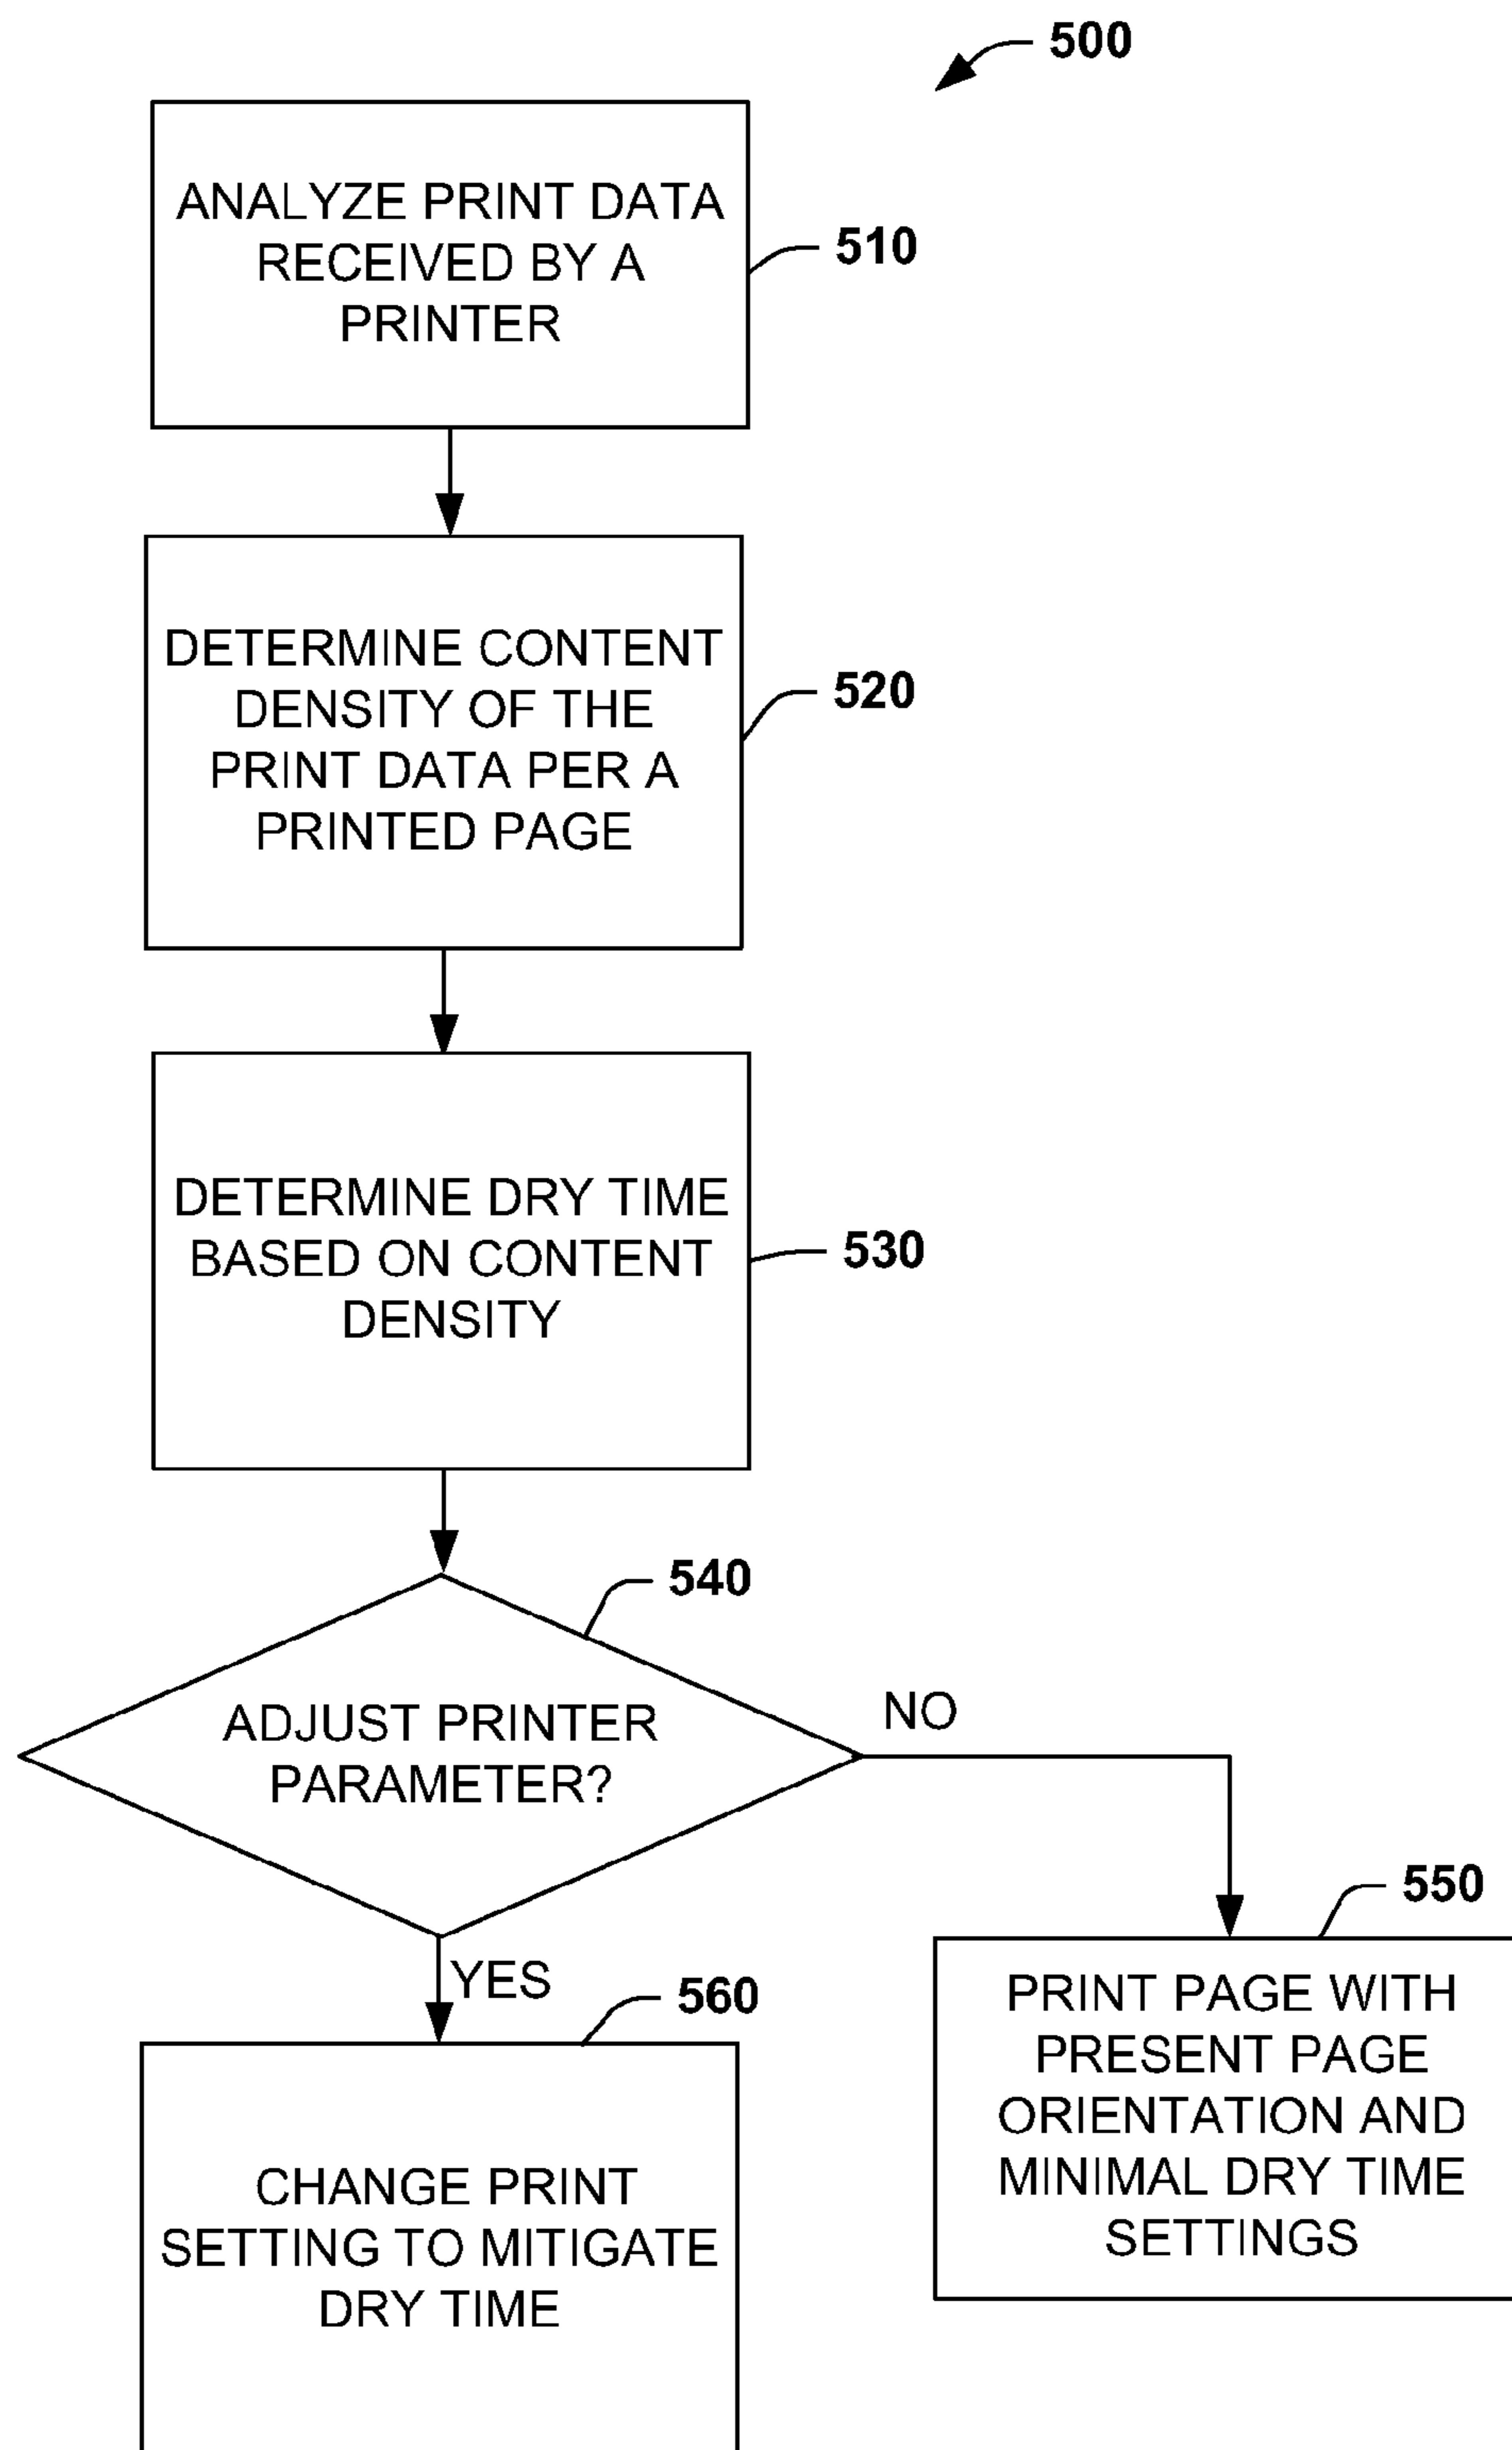 500
ANALYZE PRINT DATA
RECEIVED BY A
PRINTER
510
DETERMINE CONTENT
DENSITY OF THE
PRINT DATA PER A
PRINTED PAGE
520
DETERMINE DRY TIME
BASED ON CONTENT
DENSITY
530
540
ADJUST PRINTER
PARAMETER?
NO
YES
550
PRINT PAGE WITH
PRESENT PAGE
ORIENTATION AND
MINIMAL DRY TIME
SETTINGS
560
CHANGE PRINT
SETTING TO MITIGATE
DRY TIME